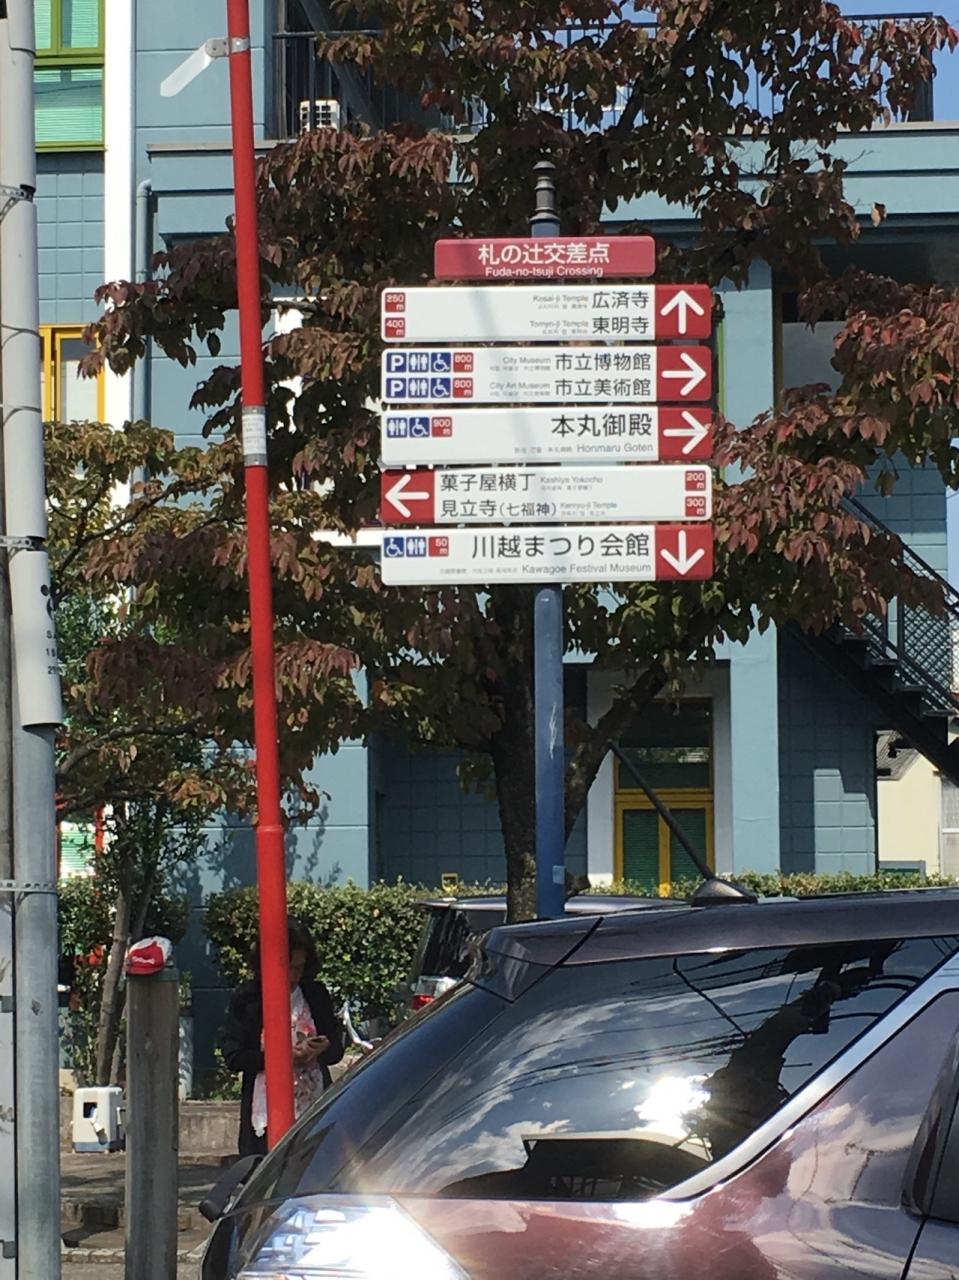 札の辻交差点
Fuda-no-tsuji Crossing
250 m Kosai-ji Temple 広済寺
400 m Tomyo-ji Temple 東明寺
P 800 m City Museum 市立博物館
P 800 m City Art Museum 市立美術館
900 m 本丸御殿
Honmaru Goten
菓子屋横丁 Kashiya Yokocho 200 m
見立寺(七福神) Kenryu-ji Temple 300 m
50 m 川越まつり会館
Kawagoe Festival Museum